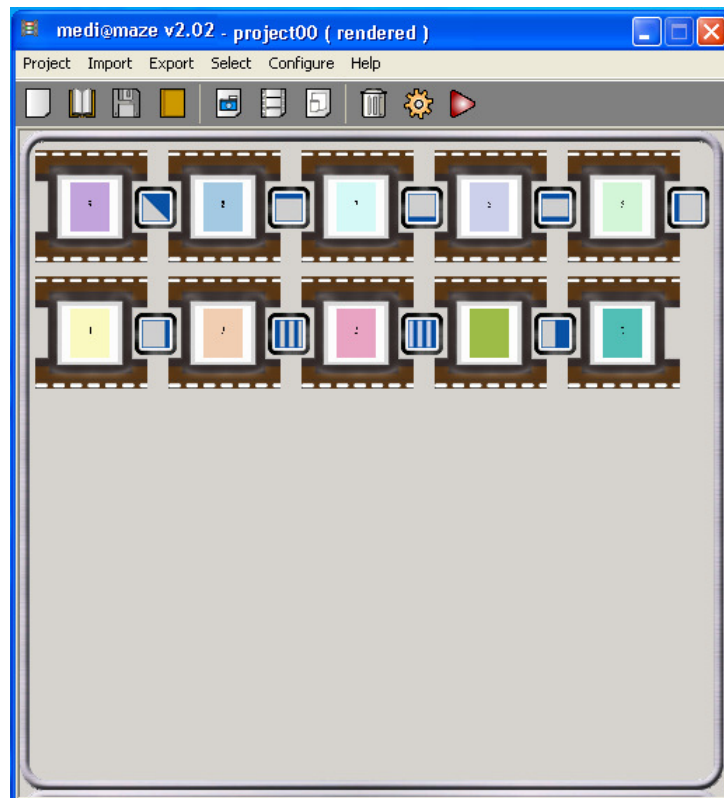 medi@maze v2.02 - project00 ( rendered )
Project Import Export Select Configure Help